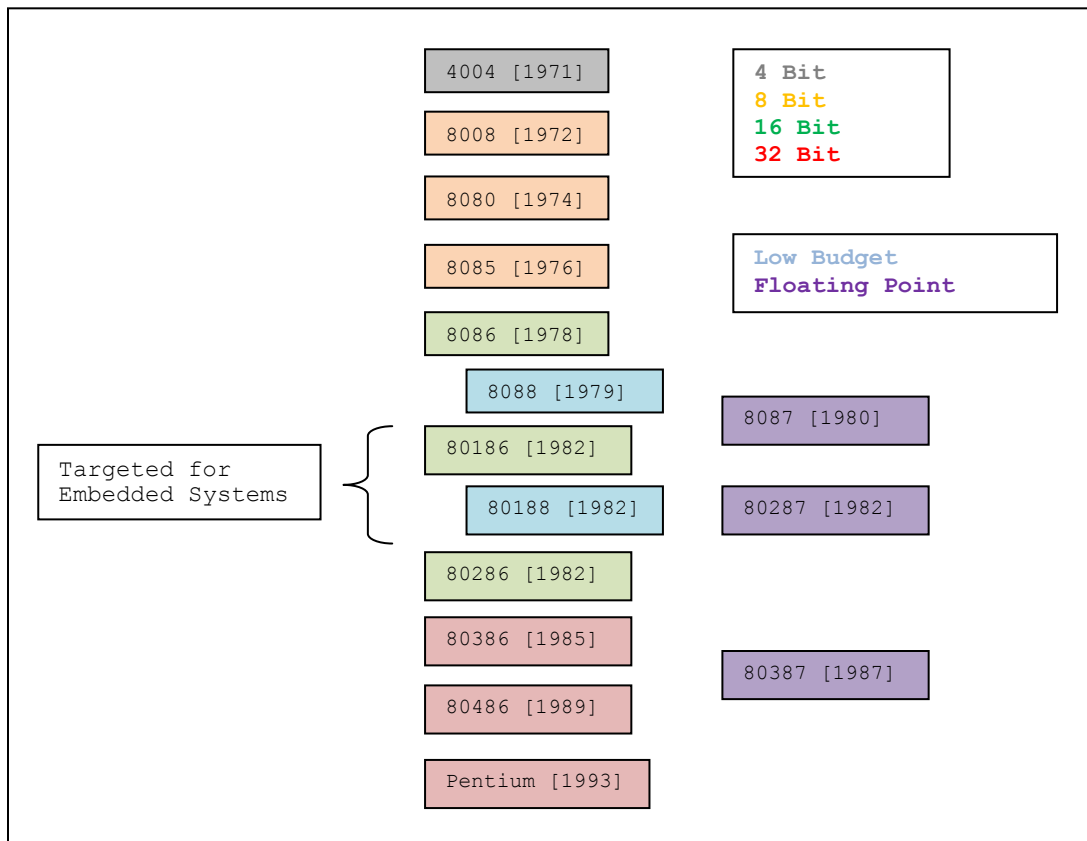 4004 [1971]
4 Bit
8 Bit
16 Bit
32 Bit
8008 [1972]
8080 [1974]
8085 [1976]
Low Budget
Floating Point
8086 [1978]
8088 [1979]
8087 [1980]
80186 [1982]
Targeted for
Embedded Systems
80188 [1982]
80287 [1982]
80286 [1982]
80386 [1985]
80387 [1987]
80486 [1989]
Pentium [1993]